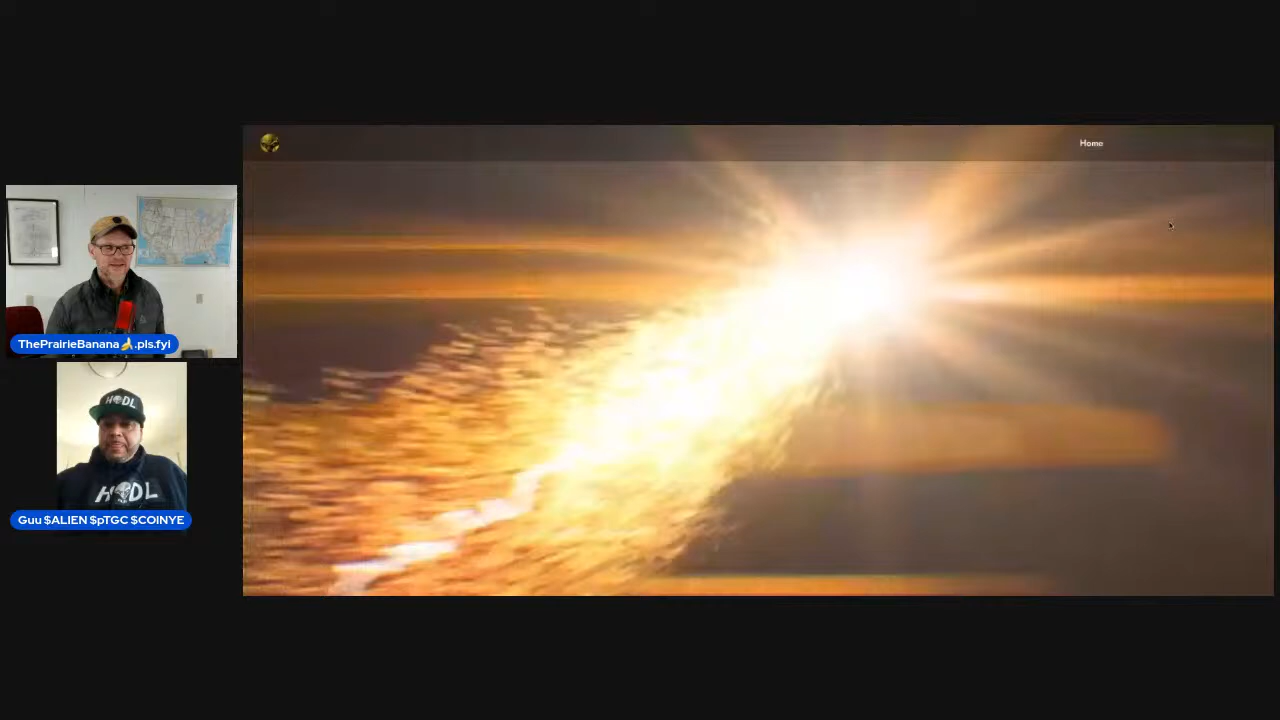 Home
ThePrairieBanana🍌.pls.fyi
HODL
HODL
Guu $ALIEN $pTGC $COINYE